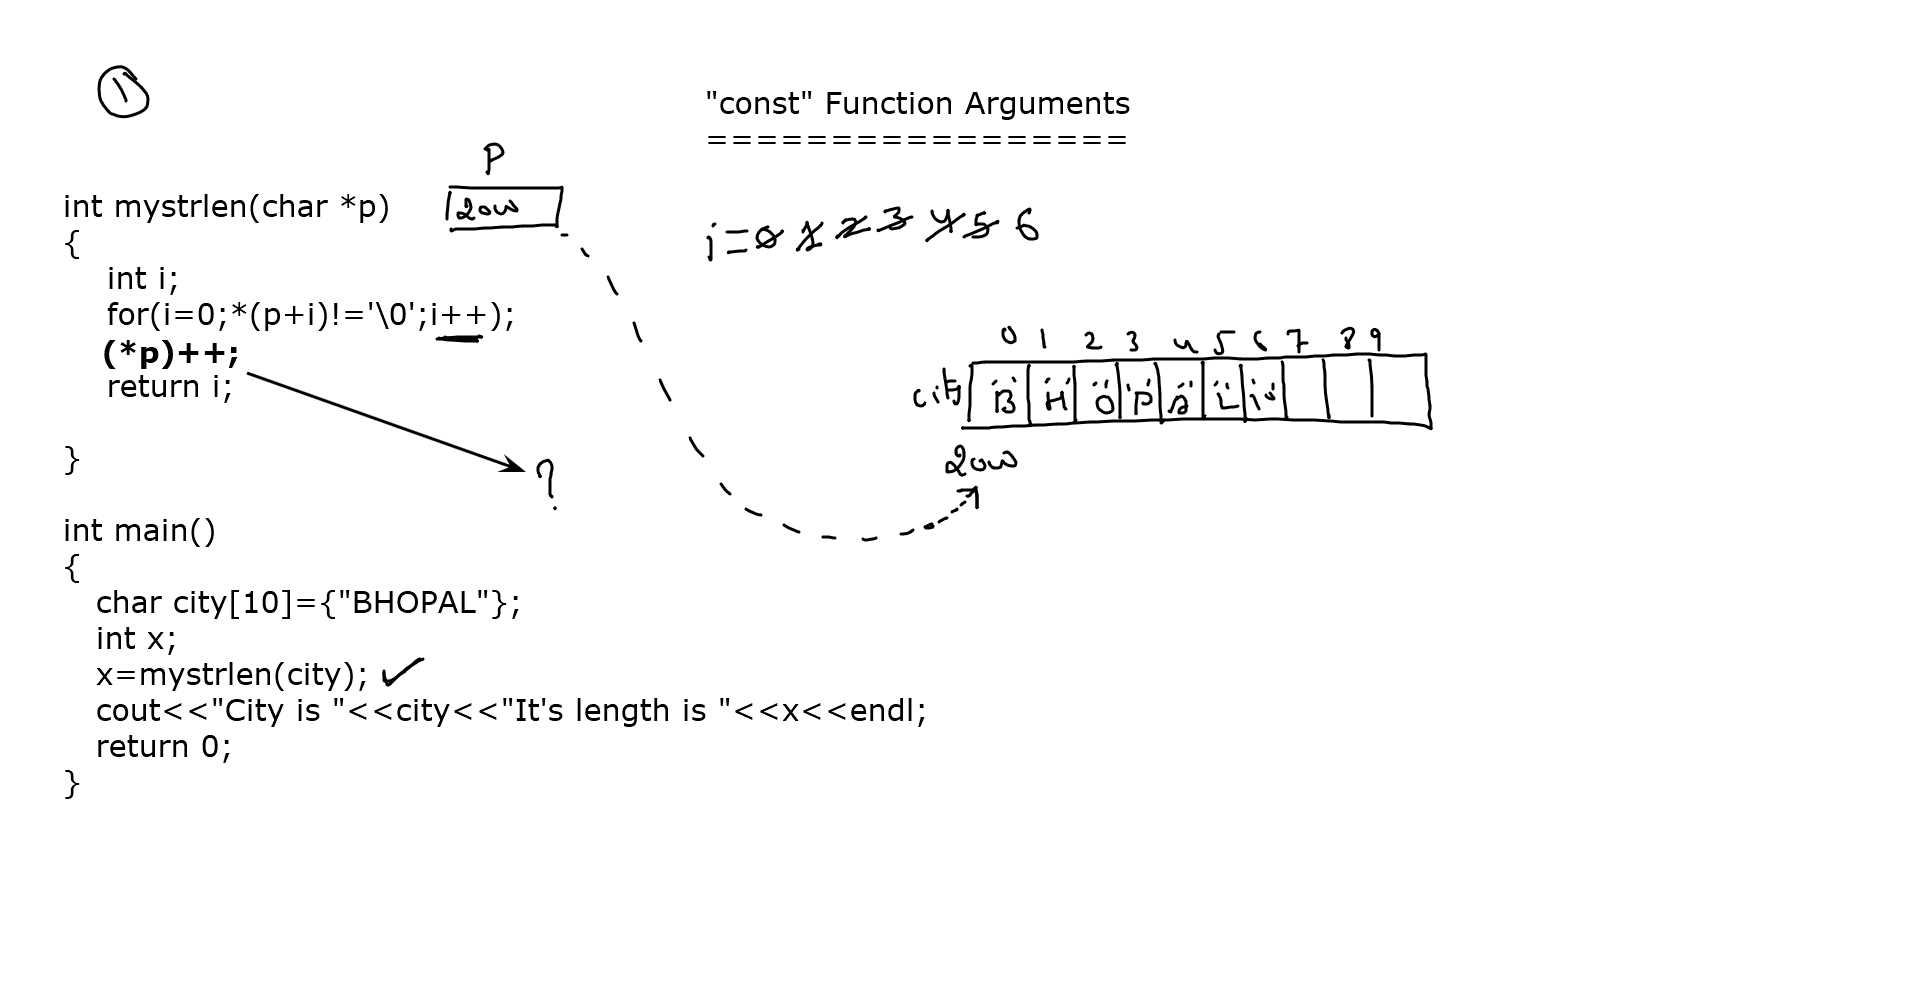 1
"const" Function Arguments
=================
P
int mystrlen(char *p)
200
i=0 1 2 3 4 5 6
{
int i;
for(i=0;*(p+i)!='\0';i++);
(*p)++;
return i;
0 1 2 3 4 5 6 7 8 9
city 'B' 'H' 'O' 'P' 'A' 'L' '\0'
200
}
?
int main()
{
char city[10]={"BHOPAL"};
int x;
x=mystrlen(city); ✓
cout<<"City is "<<city<<"It's length is "<<x<<endl;
return 0;
}